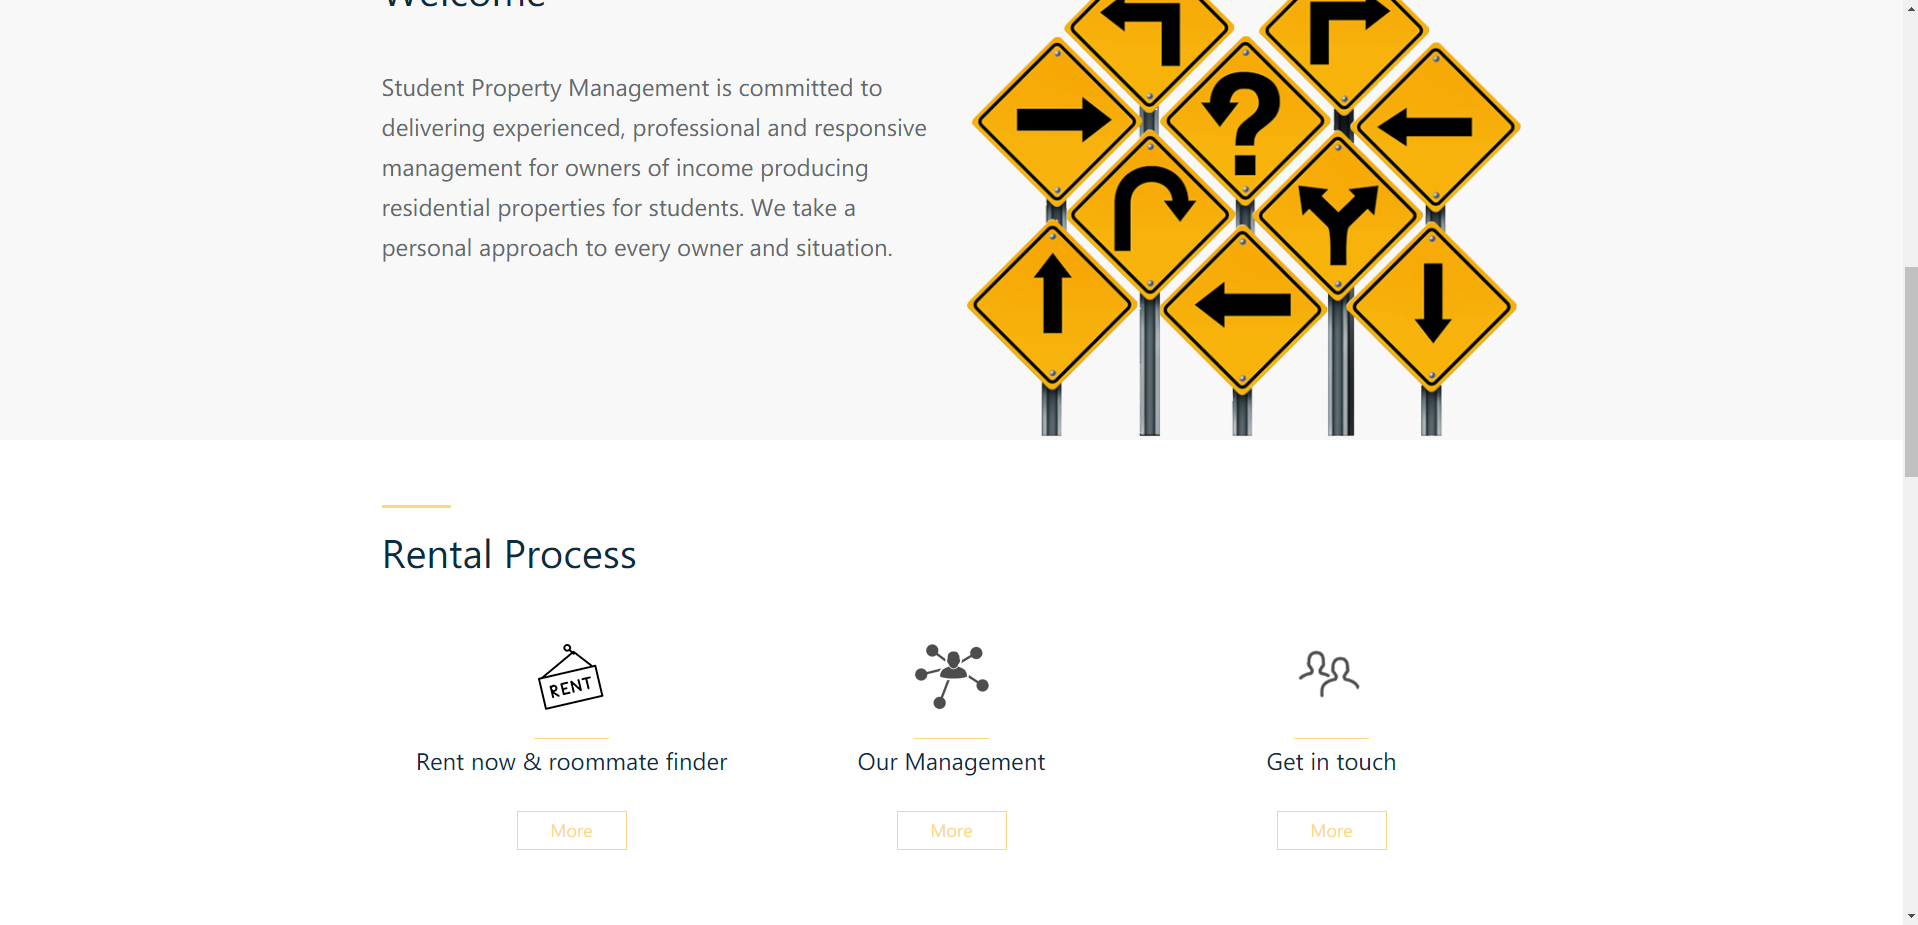 Welcome
Student Property Management is committed to
delivering experienced, professional and responsive
management for owners of income producing
residential properties for students. We take a
personal approach to every owner and situation.
?
Rental Process
RENT
Rent now & roommate finder
Our Management
Get in touch
More
More
More